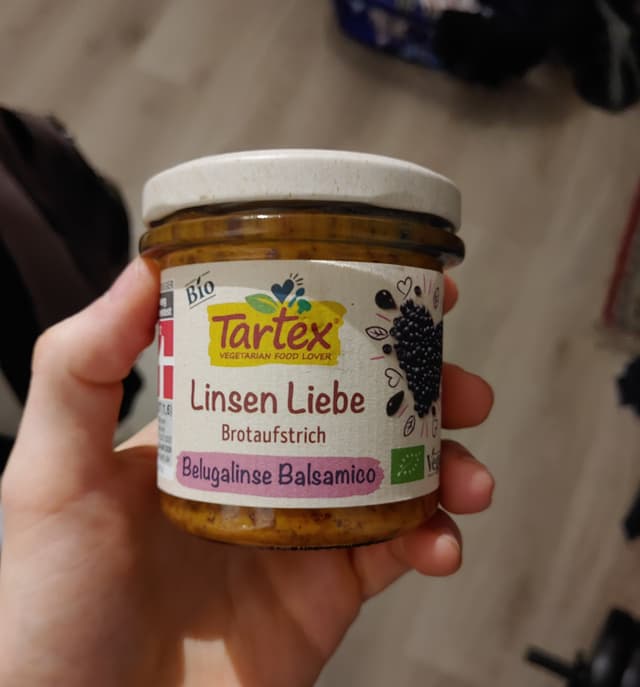 Bio
Tartex
VEGETARIAN FOOD LOVER
Linsen Liebe
Brotaufstrich
Belugalinse Balsamico